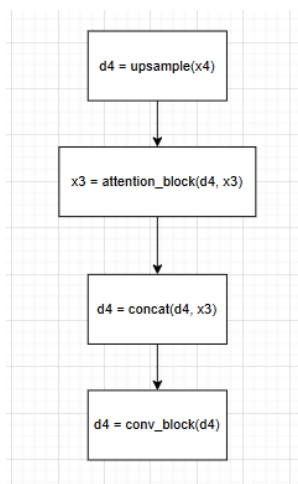 d4 = upsample(x4)
x3 = attention_block(d4, x3)
d4 = concat(d4, x3)
d4 = conv_block(d4)